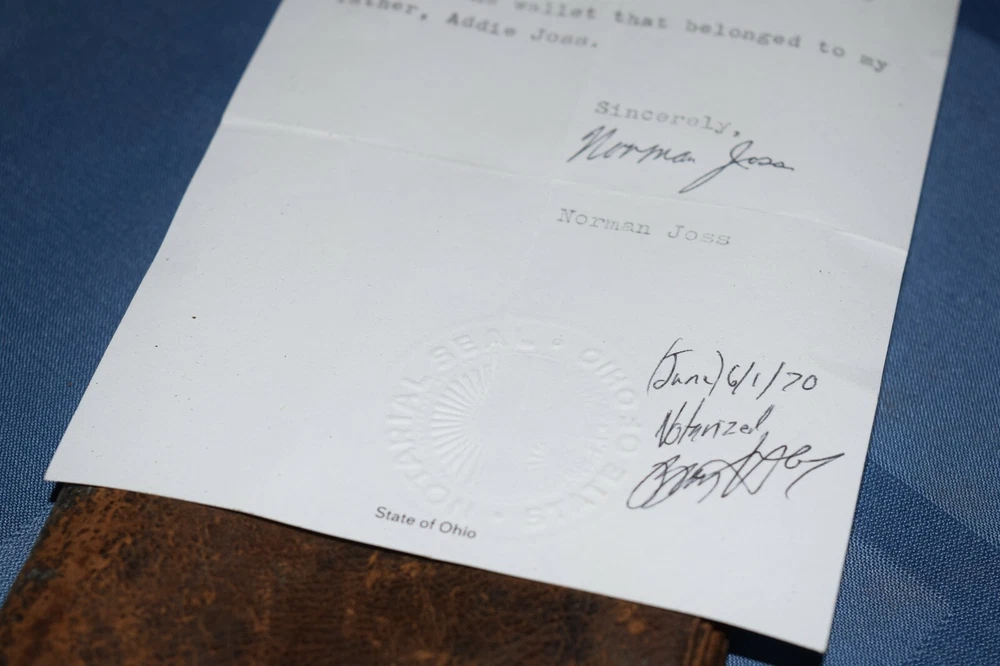 wallet that belonged to my
father, Addie Joss.
Sincerely,
Norman Joss
Norman Joss
NOTARIAL SEAL • OHIO •
STATE OF OHIO •
(June) 6/1/70
Notarized
State of Ohio